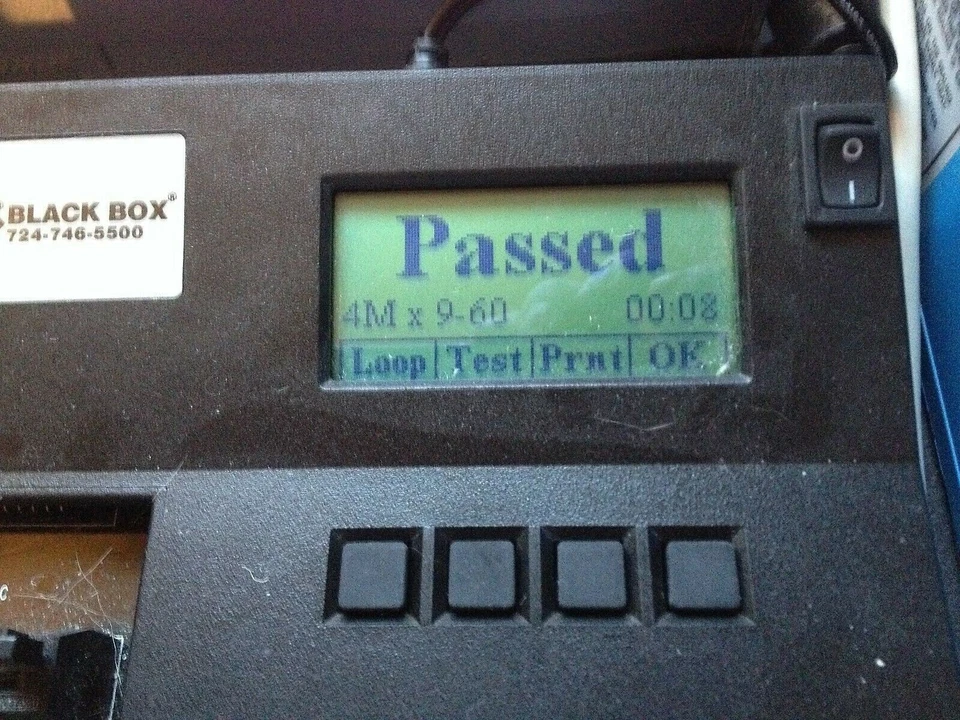 BLACK BOX®
724-746-5500
Passed
4M x 9-60 00:08
Loop Test Prnt OK